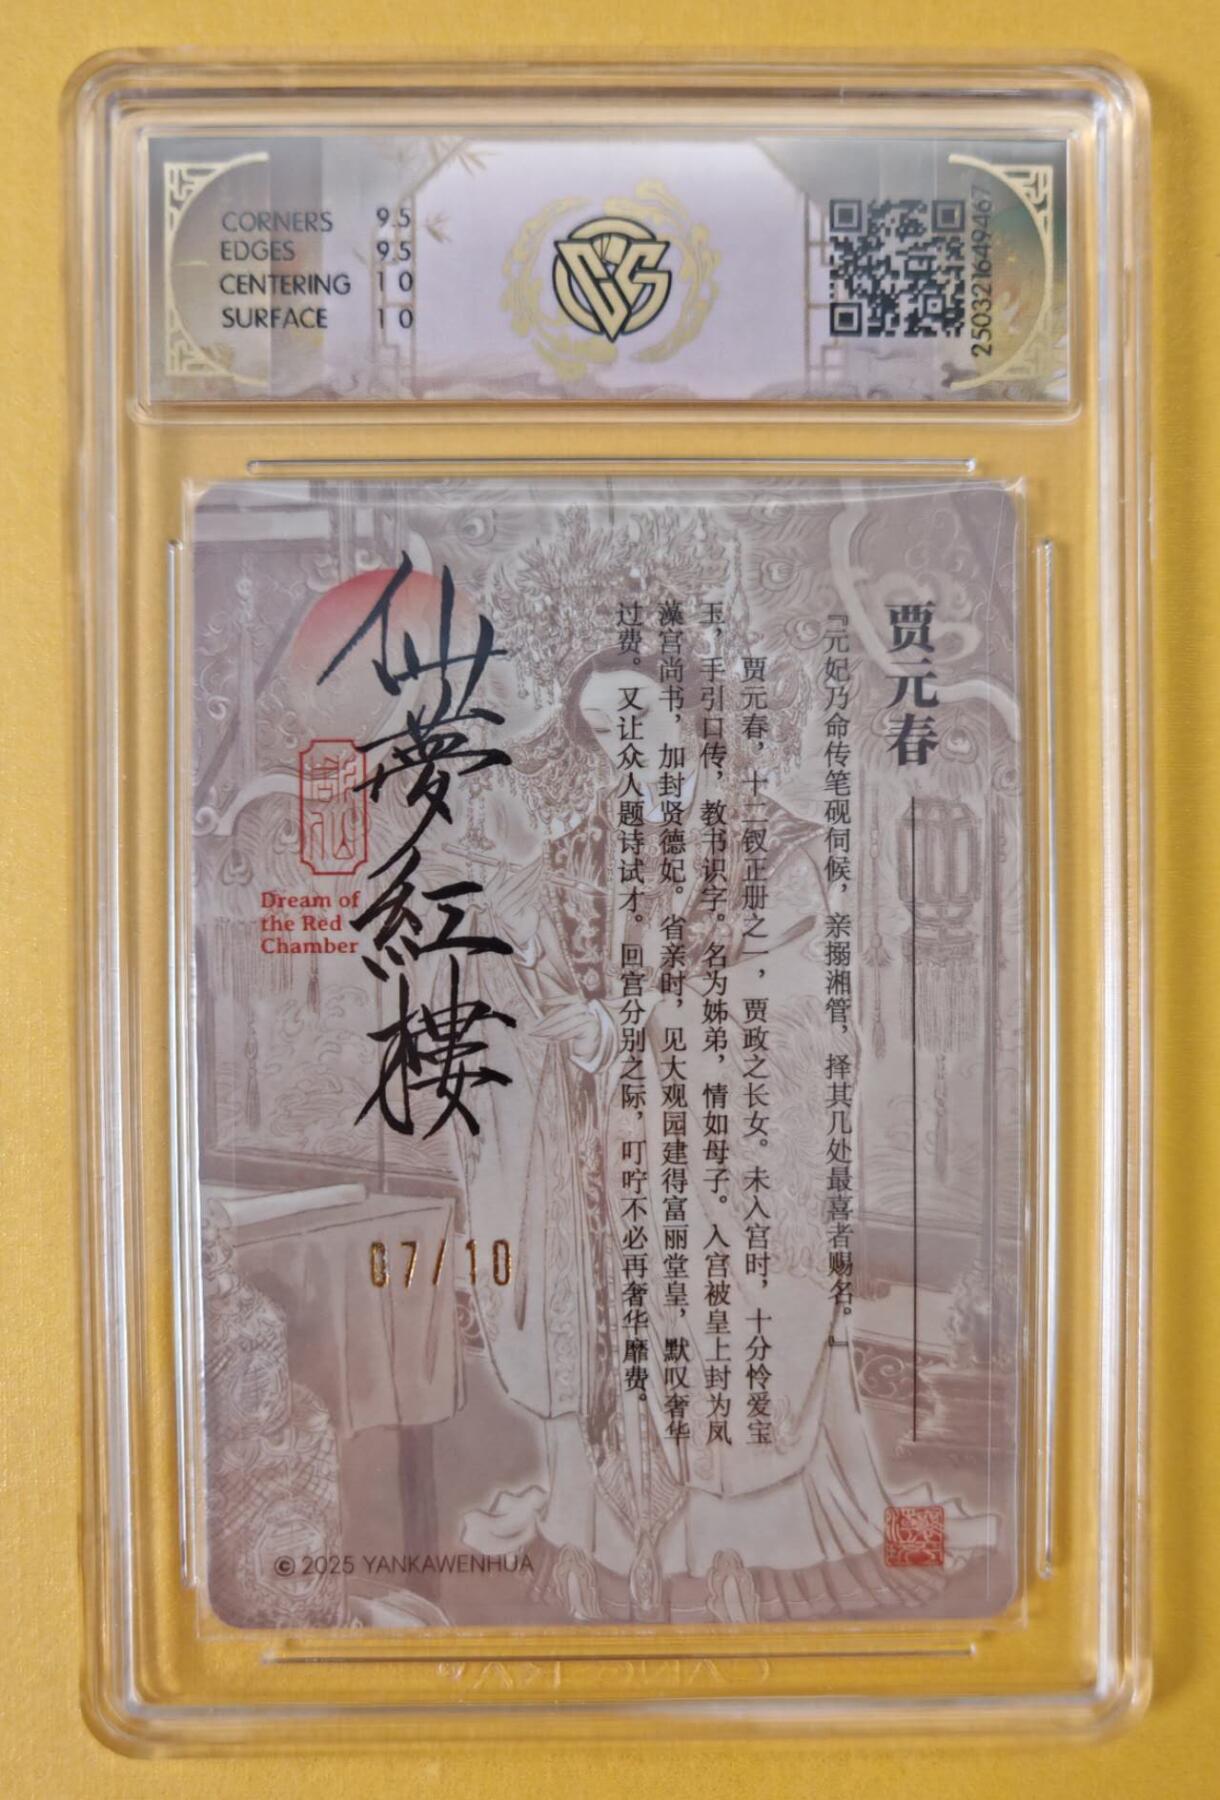 CORNERS 9.5
EDGES 9.5
CENTERING 10
SURFACE 10
250321649467
贾元春
『元妃乃命传笔砚伺候，亲搦湘管，择其几处最喜者赐名。』
贾元春，十二钗正册之一，贾政之长女。未入宫时，十分怜爱宝
玉，手引口传，教书识字。名为姊弟，情如母子。入宫被皇上封为凤
藻宫尚书，加封贤德妃。省亲时，见大观园建得富丽堂皇，默叹奢华
过费。又让众人题诗试才。回宫分别之际，叮咛不必再奢华靡费。
仙夢紅樓
Dream of
the Red
Chamber
07/10
© 2025 YANKAWENHUA